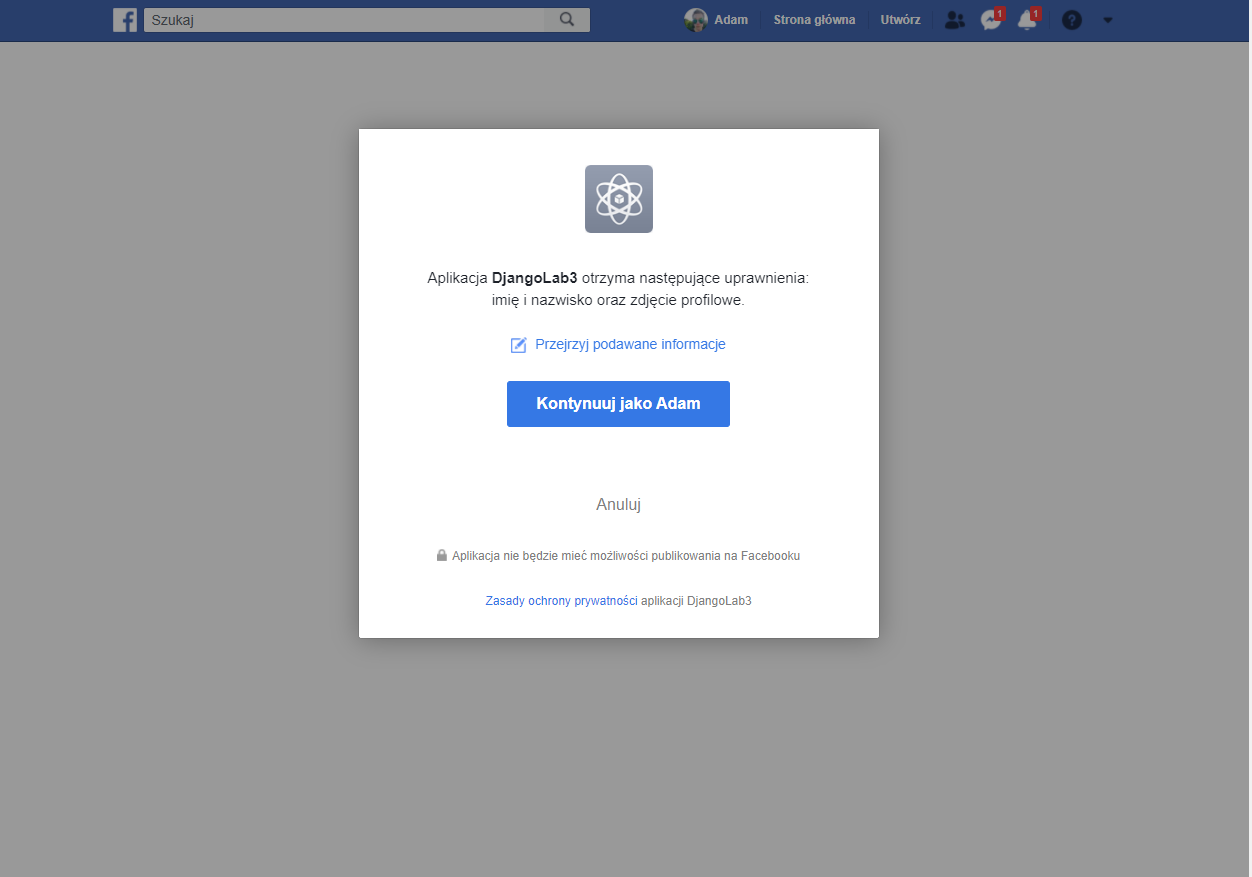 Szukaj
Adam Strona główna Utwórz 1 1 ?
Aplikacja DjangoLab3 otrzyma następujące uprawnienia:
imię i nazwisko oraz zdjęcie profilowe.
Przejrzyj podawane informacje
Kontynuuj jako Adam
Anuluj
Aplikacja nie będzie mieć możliwości publikowania na Facebooku
Zasady ochrony prywatności aplikacji DjangoLab3